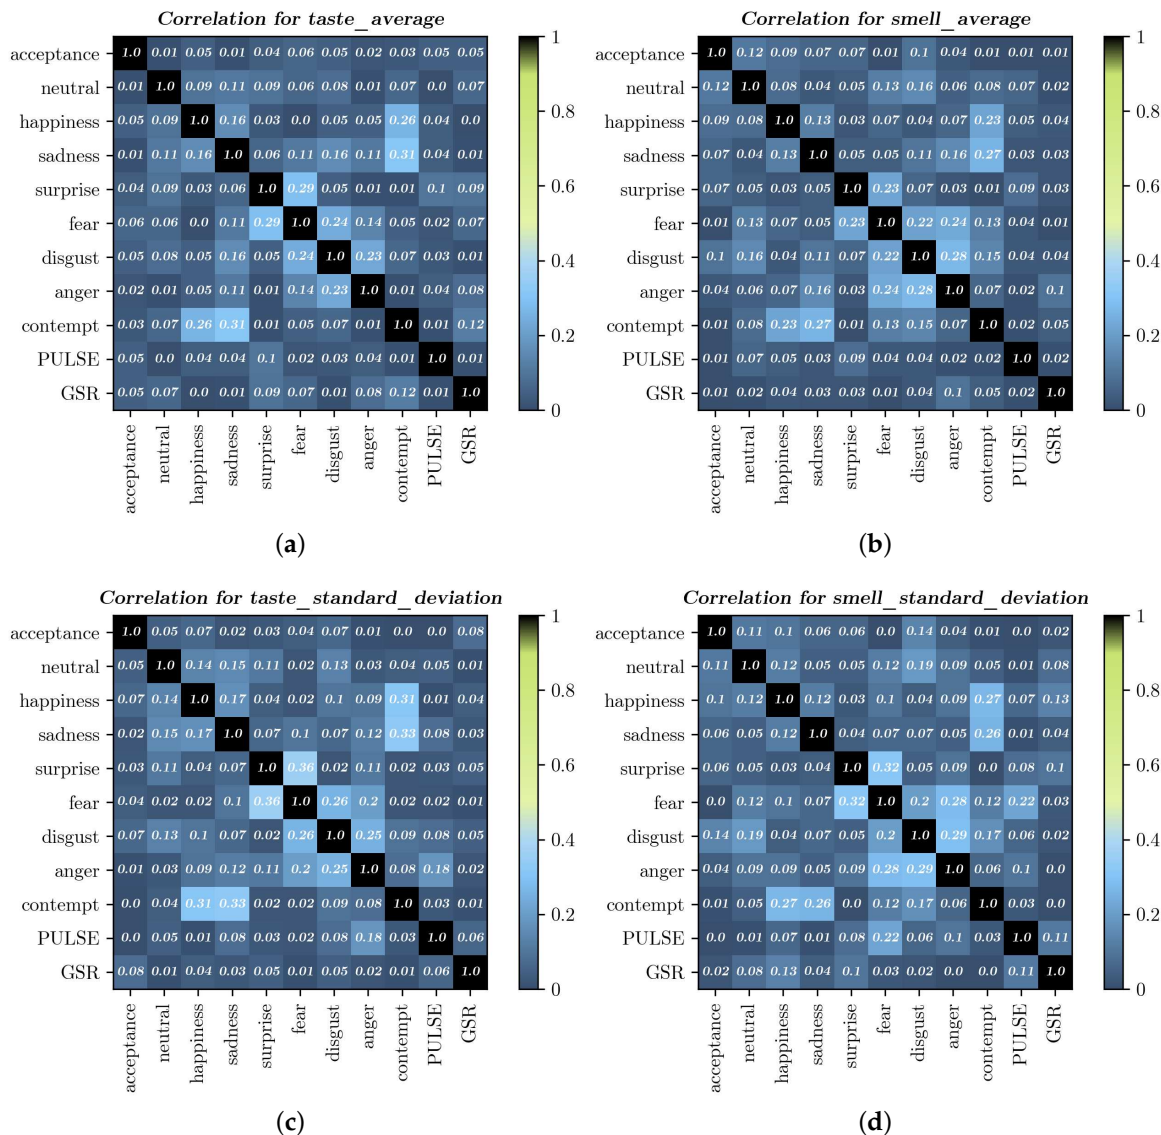 Correlation for taste_average
acceptance 1.0 0.01 0.05 0.01 0.04 0.06 0.05 0.02 0.03 0.05 0.05
neutral 0.01 1.0 0.09 0.11 0.09 0.06 0.08 0.01 0.07 0.0 0.07
happiness 0.05 0.09 1.0 0.16 0.03 0.0 0.05 0.05 0.26 0.04 0.0
sadness 0.01 0.11 0.16 1.0 0.06 0.11 0.16 0.11 0.31 0.04 0.01
surprise 0.04 0.09 0.03 0.06 1.0 0.29 0.05 0.01 0.01 0.1 0.09
fear 0.06 0.06 0.0 0.11 0.29 1.0 0.24 0.14 0.05 0.02 0.07
disgust 0.05 0.08 0.05 0.16 0.05 0.24 1.0 0.23 0.07 0.03 0.01
anger 0.02 0.01 0.05 0.11 0.01 0.14 0.23 1.0 0.01 0.04 0.08
contempt 0.03 0.07 0.26 0.31 0.01 0.05 0.07 0.01 1.0 0.01 0.12
PULSE 0.05 0.0 0.04 0.04 0.1 0.02 0.03 0.04 0.01 1.0 0.01
GSR 0.05 0.07 0.0 0.01 0.09 0.07 0.01 0.08 0.12 0.01 1.0
acceptance neutral happiness sadness surprise fear disgust anger contempt PULSE GSR
1
0.8
0.6
0.4
0.2
0
(a)
Correlation for smell_average
acceptance 1.0 0.12 0.09 0.07 0.07 0.01 0.1 0.04 0.01 0.01 0.01
neutral 0.12 1.0 0.08 0.04 0.05 0.13 0.16 0.06 0.08 0.07 0.02
happiness 0.09 0.08 1.0 0.13 0.03 0.07 0.04 0.07 0.23 0.05 0.04
sadness 0.07 0.04 0.13 1.0 0.05 0.05 0.11 0.16 0.27 0.03 0.03
surprise 0.07 0.05 0.03 0.05 1.0 0.23 0.07 0.03 0.01 0.09 0.03
fear 0.01 0.13 0.07 0.05 0.23 1.0 0.22 0.24 0.13 0.04 0.01
disgust 0.1 0.16 0.04 0.11 0.07 0.22 1.0 0.28 0.15 0.04 0.04
anger 0.04 0.06 0.07 0.16 0.03 0.24 0.28 1.0 0.07 0.02 0.1
contempt 0.01 0.08 0.23 0.27 0.01 0.13 0.15 0.07 1.0 0.02 0.05
PULSE 0.01 0.07 0.05 0.03 0.09 0.04 0.04 0.02 0.02 1.0 0.02
GSR 0.01 0.02 0.04 0.03 0.03 0.01 0.04 0.1 0.05 0.02 1.0
acceptance neutral happiness sadness surprise fear disgust anger contempt PULSE GSR
1
0.8
0.6
0.4
0.2
0
(b)
Correlation for taste_standard_deviation
acceptance 1.0 0.05 0.07 0.02 0.03 0.04 0.07 0.01 0.0 0.0 0.08
neutral 0.05 1.0 0.14 0.15 0.11 0.02 0.13 0.03 0.04 0.05 0.01
happiness 0.07 0.14 1.0 0.17 0.04 0.02 0.1 0.09 0.31 0.01 0.04
sadness 0.02 0.15 0.17 1.0 0.07 0.1 0.07 0.12 0.33 0.08 0.03
surprise 0.03 0.11 0.04 0.07 1.0 0.36 0.02 0.11 0.02 0.03 0.05
fear 0.04 0.02 0.02 0.1 0.36 1.0 0.26 0.2 0.02 0.02 0.01
disgust 0.07 0.13 0.1 0.07 0.02 0.26 1.0 0.25 0.09 0.08 0.05
anger 0.01 0.03 0.09 0.12 0.11 0.2 0.25 1.0 0.08 0.18 0.02
contempt 0.0 0.04 0.31 0.33 0.02 0.02 0.09 0.08 1.0 0.03 0.01
PULSE 0.0 0.05 0.01 0.08 0.03 0.02 0.08 0.18 0.03 1.0 0.06
GSR 0.08 0.01 0.04 0.03 0.05 0.01 0.05 0.02 0.01 0.06 1.0
acceptance neutral happiness sadness surprise fear disgust anger contempt PULSE GSR
1
0.8
0.6
0.4
0.2
0
(c)
Correlation for smell_standard_deviation
acceptance 1.0 0.11 0.1 0.06 0.06 0.0 0.14 0.04 0.01 0.0 0.02
neutral 0.11 1.0 0.12 0.05 0.05 0.12 0.19 0.09 0.05 0.01 0.08
happiness 0.1 0.12 1.0 0.12 0.03 0.1 0.04 0.09 0.27 0.07 0.13
sadness 0.06 0.05 0.12 1.0 0.04 0.07 0.07 0.05 0.26 0.01 0.04
surprise 0.06 0.05 0.03 0.04 1.0 0.32 0.05 0.09 0.0 0.08 0.1
fear 0.0 0.12 0.1 0.07 0.32 1.0 0.2 0.28 0.12 0.22 0.03
disgust 0.14 0.19 0.04 0.07 0.05 0.2 1.0 0.29 0.17 0.06 0.02
anger 0.04 0.09 0.09 0.05 0.09 0.28 0.29 1.0 0.06 0.1 0.0
contempt 0.01 0.05 0.27 0.26 0.0 0.12 0.17 0.06 1.0 0.03 0.0
PULSE 0.0 0.01 0.07 0.01 0.08 0.22 0.06 0.1 0.03 1.0 0.11
GSR 0.02 0.08 0.13 0.04 0.1 0.03 0.02 0.0 0.0 0.11 1.0
acceptance neutral happiness sadness surprise fear disgust anger contempt PULSE GSR
1
0.8
0.6
0.4
0.2
0
(d)